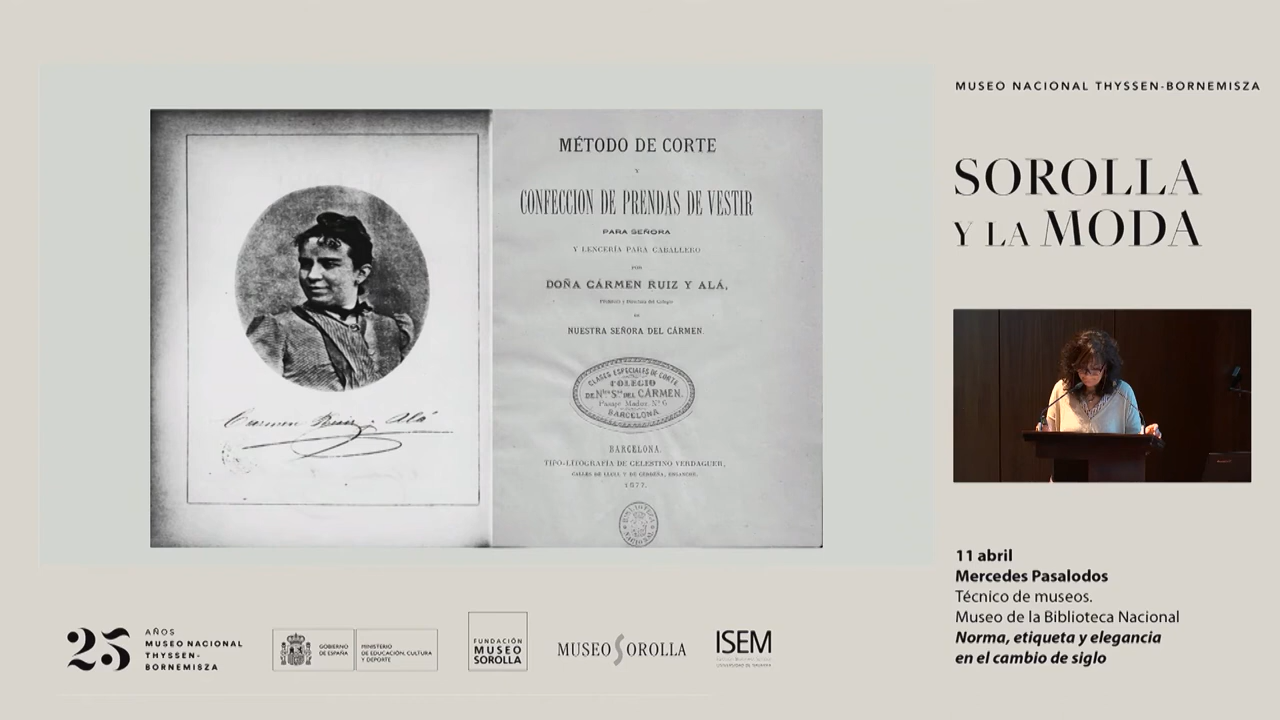 MÉTODO DE CORTE
Y
CONFECCION DE PRENDAS DE VESTIR
PARA SEÑORA
Y LENCERÍA PARA CABALLERO
POR
DOÑA CÁRMEN RUIZ Y ALÁ,
DE
NUESTRA SEÑORA DEL CÁRMEN.
CLASES ESPECIALES DE CORTE
COLEGIO
DE Ntra Sra DEL CÁRMEN.
BARCELONA
BARCELONA.
TIPO-LITOGRAFÍA DE CELESTINO VERDAGUER,
1877.
BIBLIOTECA
NACIONAL
Carmen Ruiz y Alá
MUSEO NACIONAL THYSSEN-BORNEMISZA
SOROLLA
Y LA MODA
11 abril
Mercedes Pasalodos
Técnico de museos.
Museo de la Biblioteca Nacional
Norma, etiqueta y elegancia
en el cambio de siglo
25 AÑOS
MUSEO NACIONAL
THYSSEN-
BORNEMISZA
GOBIERNO
DE ESPAÑA
MINISTERIO
DE EDUCACIÓN, CULTURA
Y DEPORTE
FUNDACIÓN
MUSEO
SOROLLA
MUSEO SOROLLA
ISEM